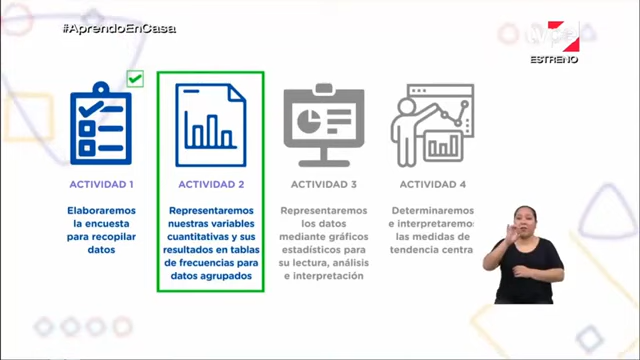 #AprendoEnCasa
ESTRENO
ACTIVIDAD 1
Elaboraremos
la encuesta
para recopilar
datos
ACTIVIDAD 2
Representaremos
nuestras variables
cuantitativas y sus
resultados en tablas
de frecuencias para
datos agrupados
ACTIVIDAD 3
Representaremos
los datos
mediante gráficos
estadísticos para
su lectura, análisis
e interpretación
ACTIVIDAD 4
Determinaremos
e interpretaremos
las medidas de
tendencia central